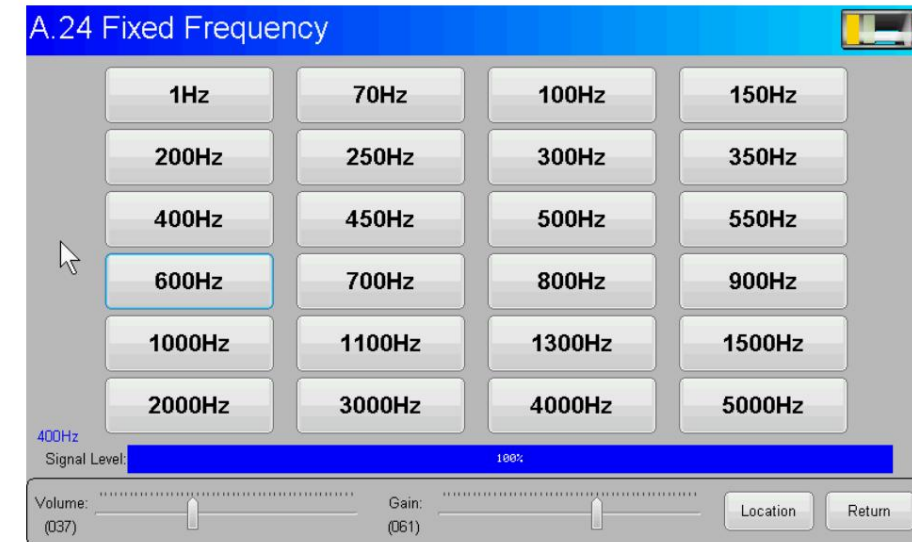 A.24 Fixed Frequency
1Hz 70Hz 100Hz 150Hz
200Hz 250Hz 300Hz 350Hz
400Hz 450Hz 500Hz 550Hz
600Hz 700Hz 800Hz 900Hz
1000Hz 1100Hz 1300Hz 1500Hz
2000Hz 3000Hz 4000Hz 5000Hz
400Hz
Signal Level: 100%
Volume: Gain: Location Return
(037) (061)